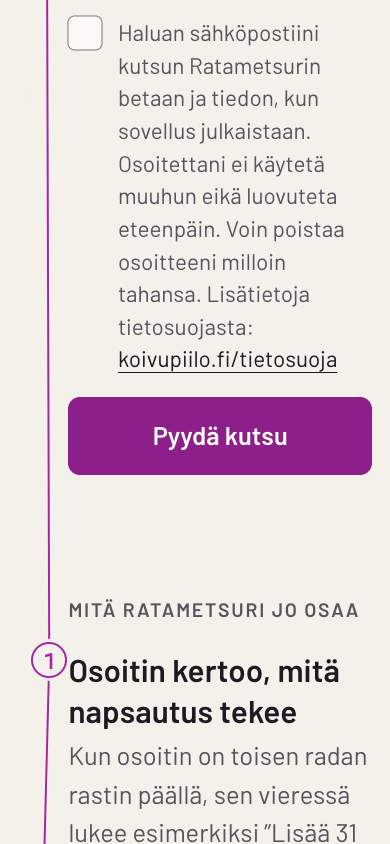 Haluan sähköpostiini
kutsun Ratametsurin
betaan ja tiedon, kun
sovellus julkaistaan.
Osoitettani ei käytetä
muuhun eikä luovuteta
eteenpäin. Voin poistaa
osoitteeni milloin
tahansa. Lisätietoja
tietosuojasta:
koivupiilo.fi/tietosuoja
Pyydä kutsu
MITÄ RATAMETSURI JO OSAA
1
Osoitin kertoo, mitä
napsautus tekee
Kun osoitin on toisen radan
rastin päällä, sen vieressä
lukee esimerkiksi ”Lisää 31